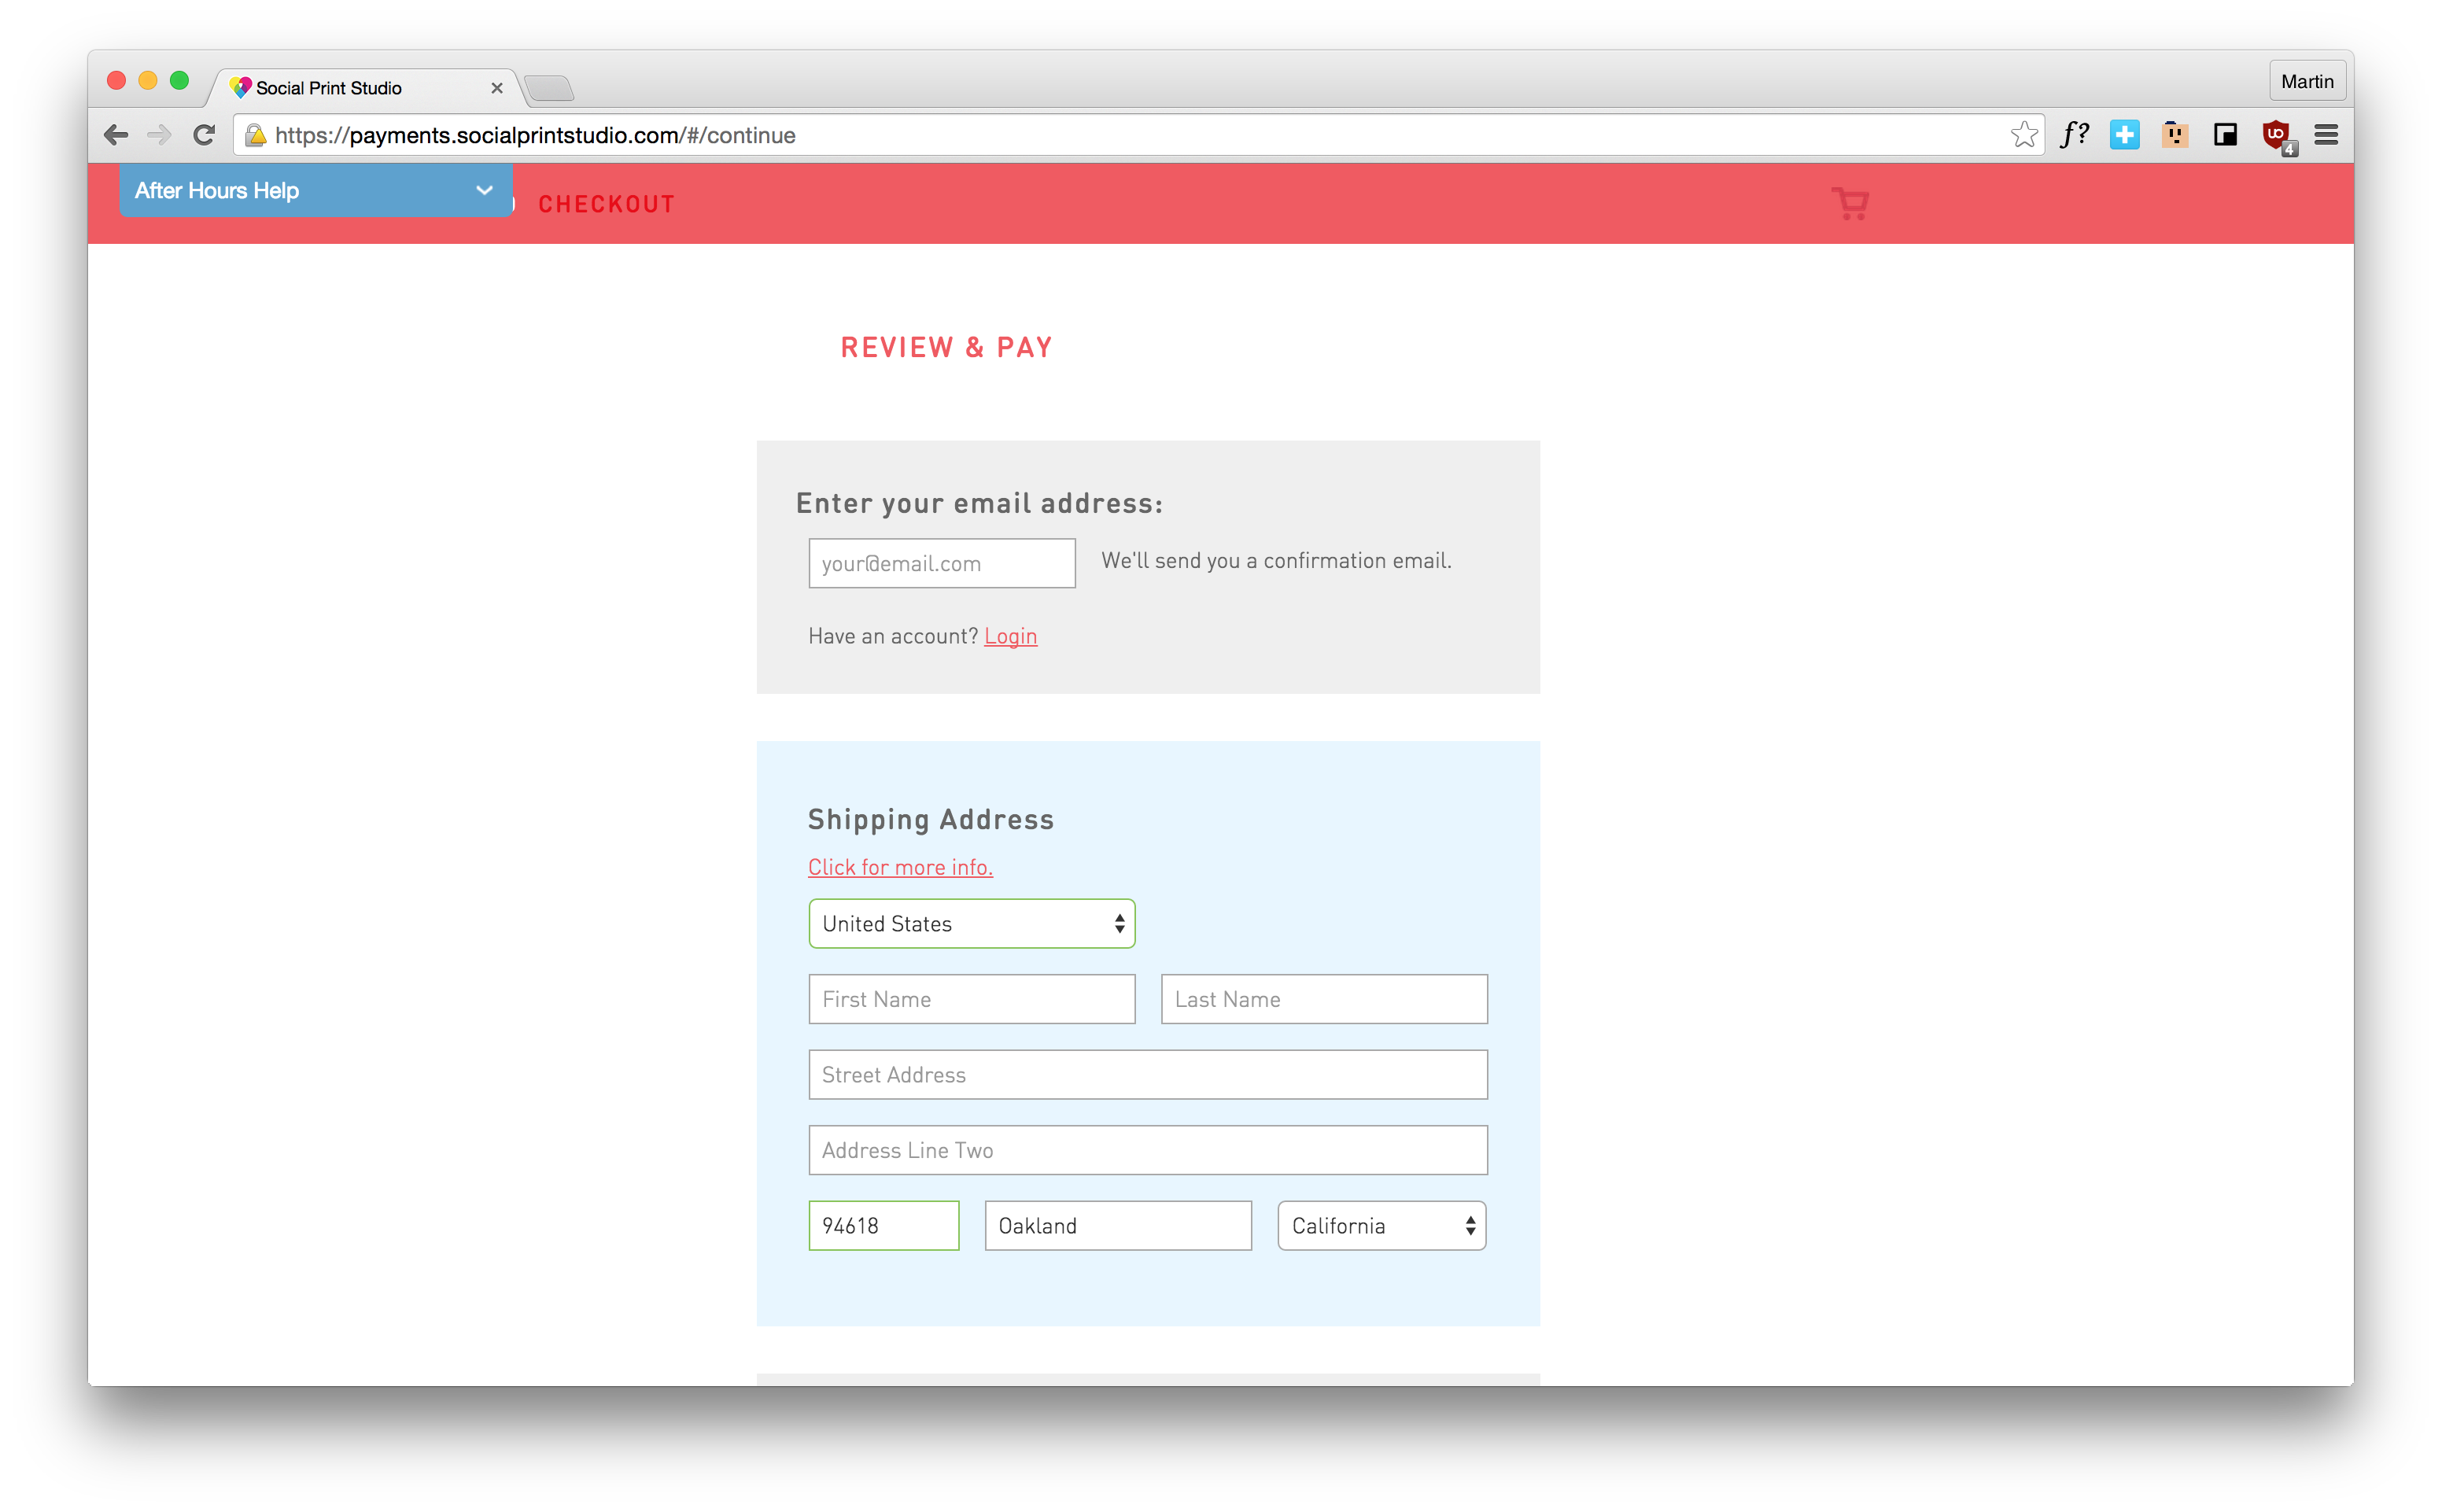 Social Print Studio
Martin
https://payments.socialprintstudio.com/#/continue
f?
4
After Hours Help
CHECKOUT
REVIEW & PAY
Enter your email address:
your@email.com We'll send you a confirmation email.
Have an account? Login
Shipping Address
Click for more info.
United States
First Name Last Name
Street Address
Address Line Two
94618 Oakland California